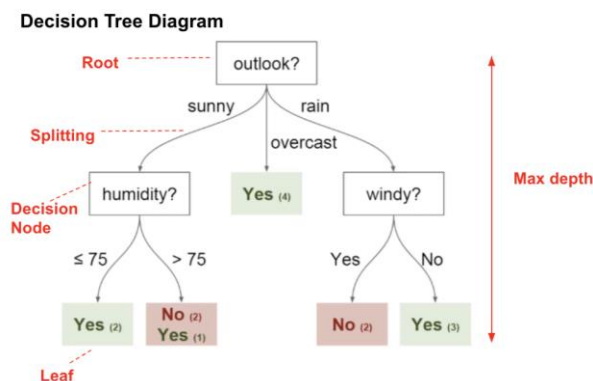 Decision Tree Diagram
Root
outlook?
sunny
rain
Splitting
overcast
Max depth
Decision
Node
humidity?
Yes (4)
windy?
≤ 75
> 75
Yes
No
Yes (2)
No (2)
Yes (1)
No (2)
Yes (3)
Leaf